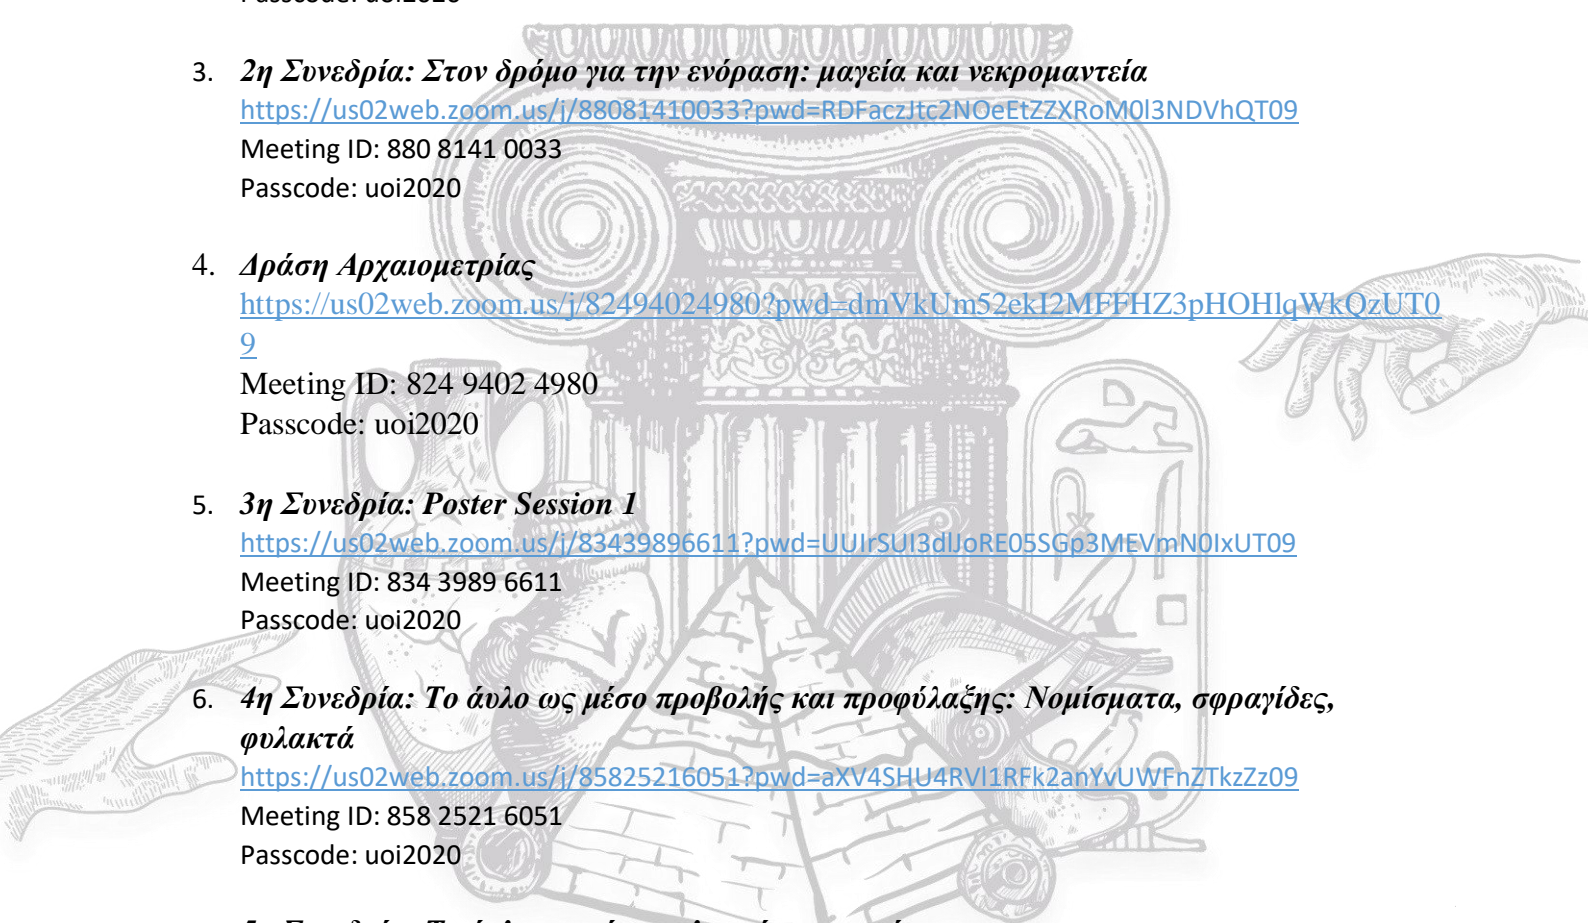 3. 2η Συνεδρία: Στον δρόμο για την ενόραση: μαγεία και νεκρομαντεία
https://us02web.zoom.us/j/88081410033?pwd=RDFaczJtc2NOeEtZZXRoM0l3NDVhQT09
Meeting ID: 880 8141 0033
Passcode: uoi2020
4. Δράση Αρχαιομετρίας
https://us02web.zoom.us/j/82494024980?pwd=dmVkUm52ekI2MFFHZ3pHOHlqWkQzUT0
9
Meeting ID: 824 9402 4980
Passcode: uoi2020
5. 3η Συνεδρία: Poster Session 1
https://us02web.zoom.us/j/83439896611?pwd=UUIrSUI3dlJoRE05SGp3MEVmN0IxUT09
Meeting ID: 834 3989 6611
Passcode: uoi2020
6. 4η Συνεδρία: Το άυλο ως μέσο προβολής και προφύλαξης: Νομίσματα, σφραγίδες,
φυλακτά
https://us02web.zoom.us/j/85825216051?pwd=aXV4SHU4RVl1RFk2anYvUWFnZTkzZz09
Meeting ID: 858 2521 6051
Passcode: uoi2020